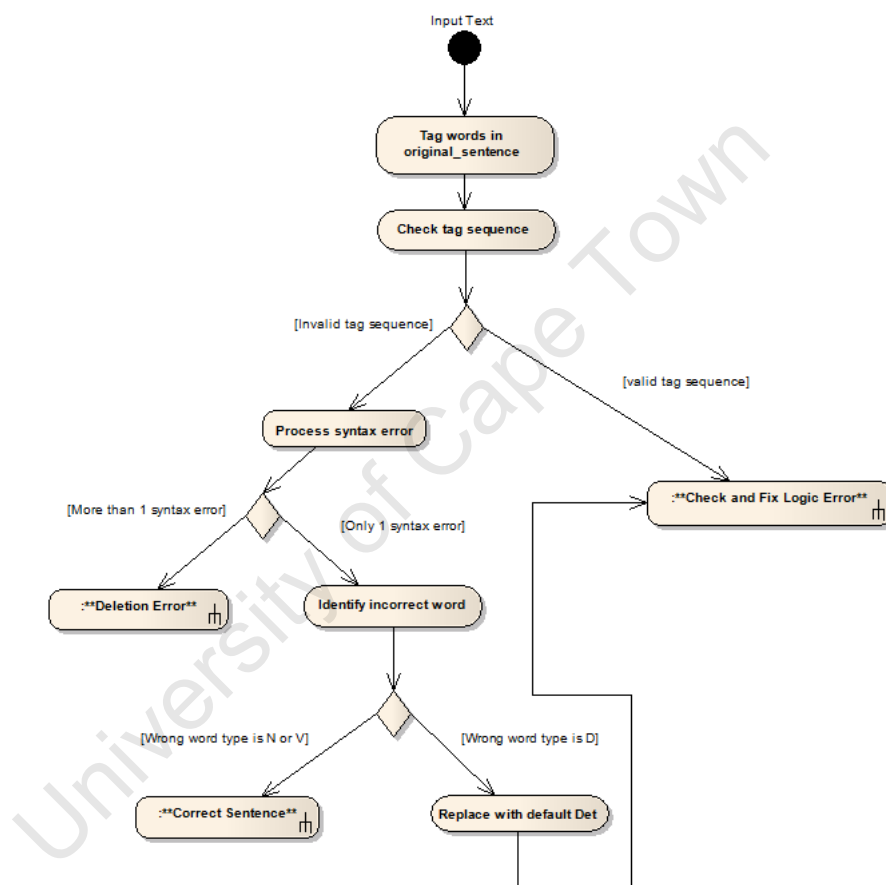 Input Text
Tag words in
original_sentence
Check tag sequence
[Invalid tag sequence]
[valid tag sequence]
Process syntax error
:**Check and Fix Logic Error**
[More than 1 syntax error]
[Only 1 syntax error]
:**Deletion Error**
Identify incorrect word
[Wrong word type is N or V]
[Wrong word type is D]
:**Correct Sentence**
Replace with default Det
University of Cape Town